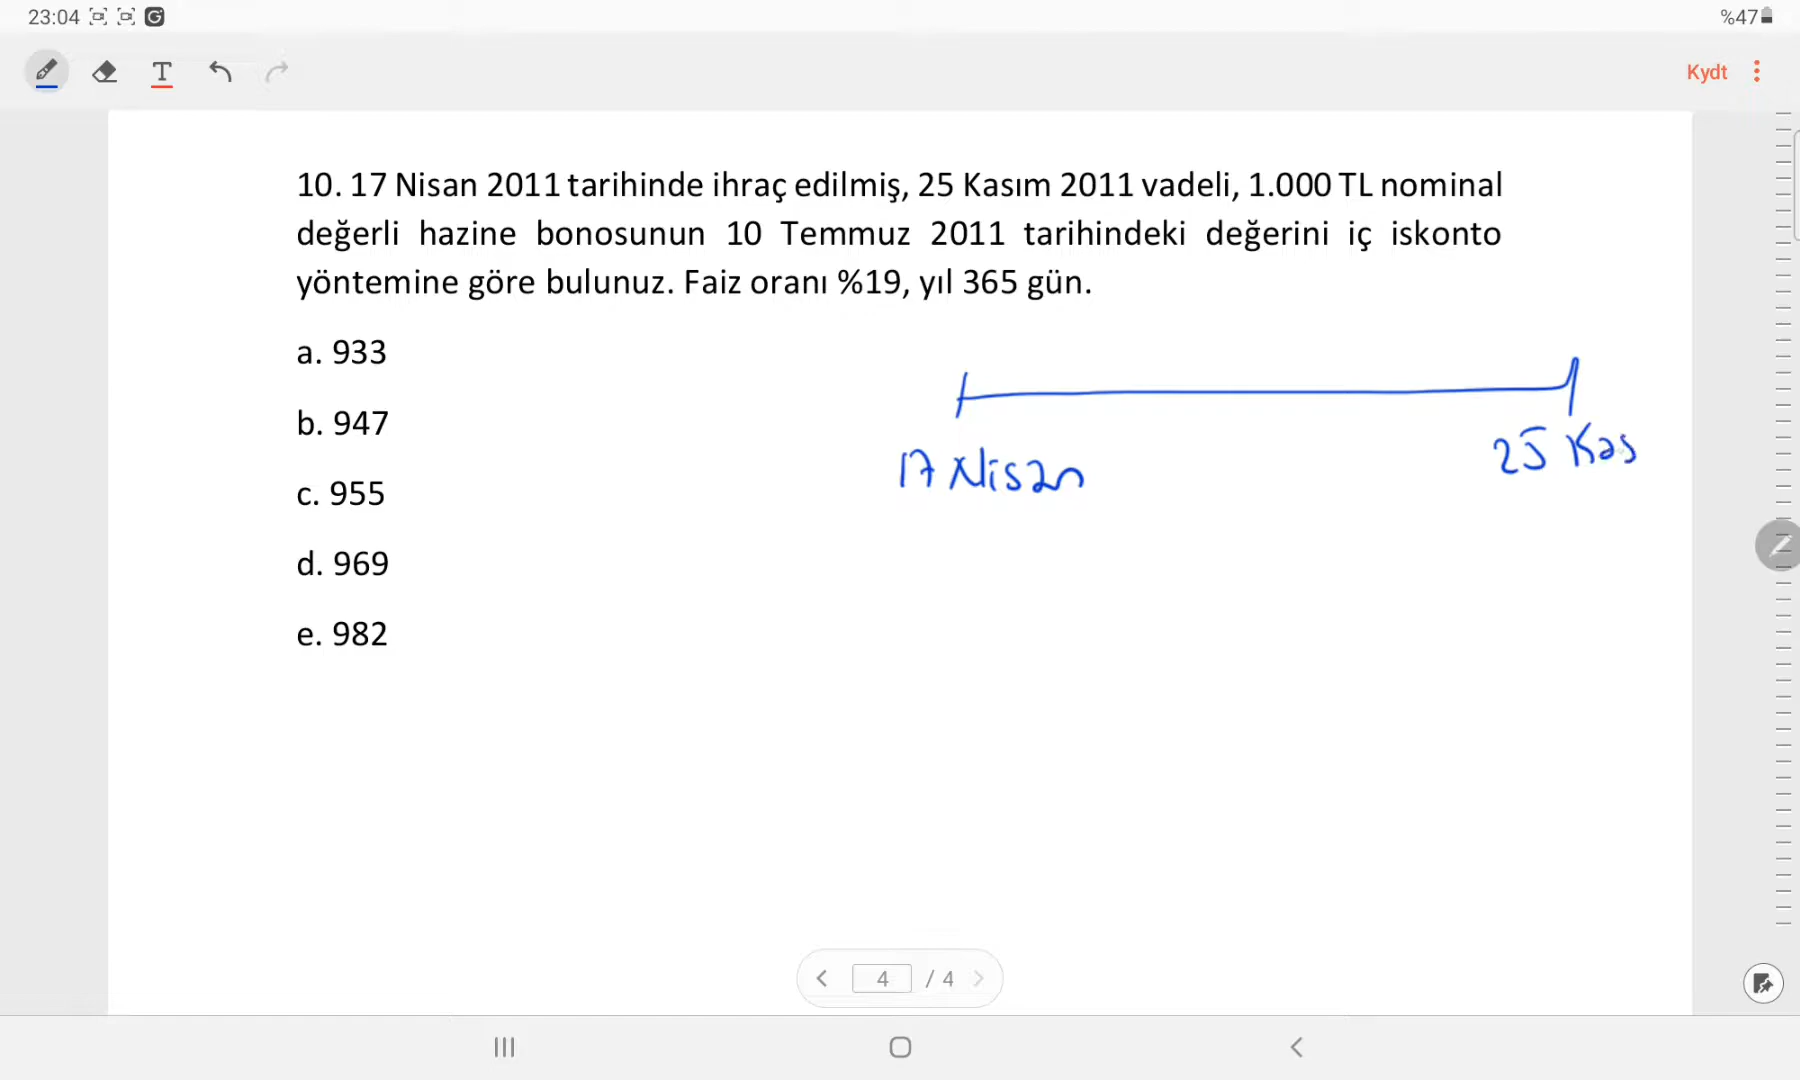 23:04
%47
T
Kydt
10. 17 Nisan 2011 tarihinde ihraç edilmiş, 25 Kasım 2011 vadeli, 1.000 TL nominal
değerli hazine bonosunun 10 Temmuz 2011 tarihindeki değerini iç iskonto
yöntemine göre bulunuz. Faiz oranı %19, yıl 365 gün.
a. 933
b. 947
c. 955
d. 969
e. 982
17 Nisan
25 Kas
4 / 4